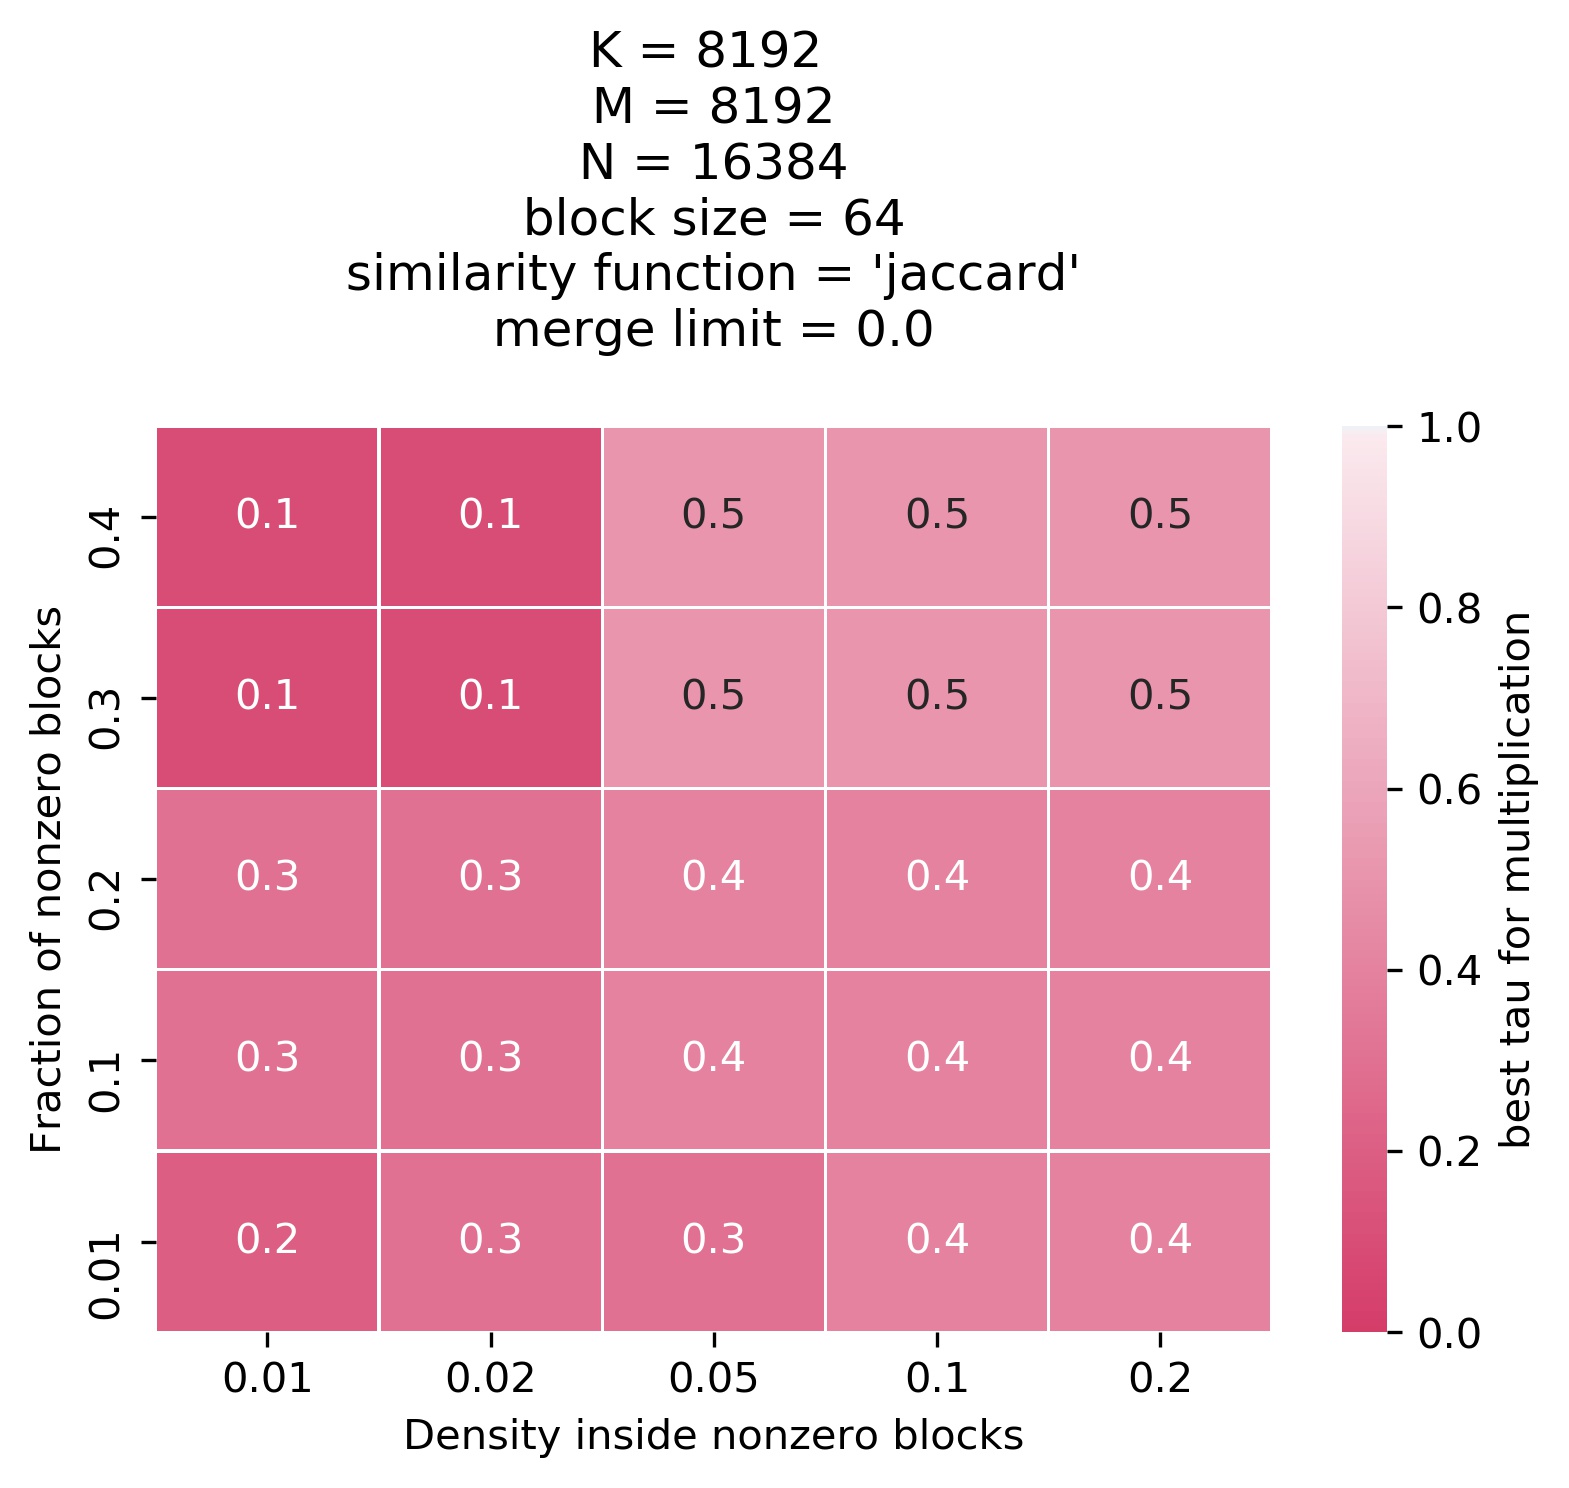 K = 8192
M = 8192
N = 16384
block size = 64
similarity function = 'jaccard'
merge limit = 0.0
Fraction of nonzero blocks
0.4 0.1 0.1 0.5 0.5 0.5
0.3 0.1 0.1 0.5 0.5 0.5
0.2 0.3 0.3 0.4 0.4 0.4
0.1 0.3 0.3 0.4 0.4 0.4
0.01 0.2 0.3 0.3 0.4 0.4
0.01 0.02 0.05 0.1 0.2
Density inside nonzero blocks
1.0
0.8
0.6
0.4
0.2
0.0
best tau for multiplication